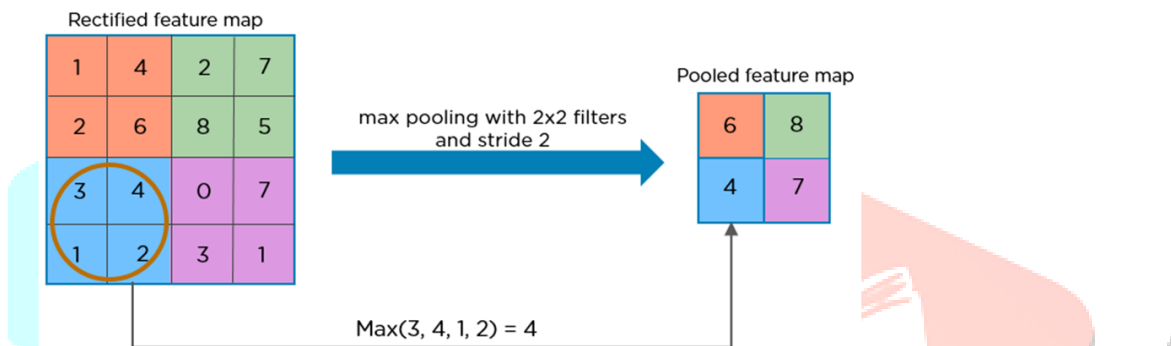 Rectified feature map
1 4 2 7
2 6 8 5
3 4 0 7
1 2 3 1
max pooling with 2x2 filters
and stride 2
Pooled feature map
6 8
4 7
Max(3, 4, 1, 2) = 4